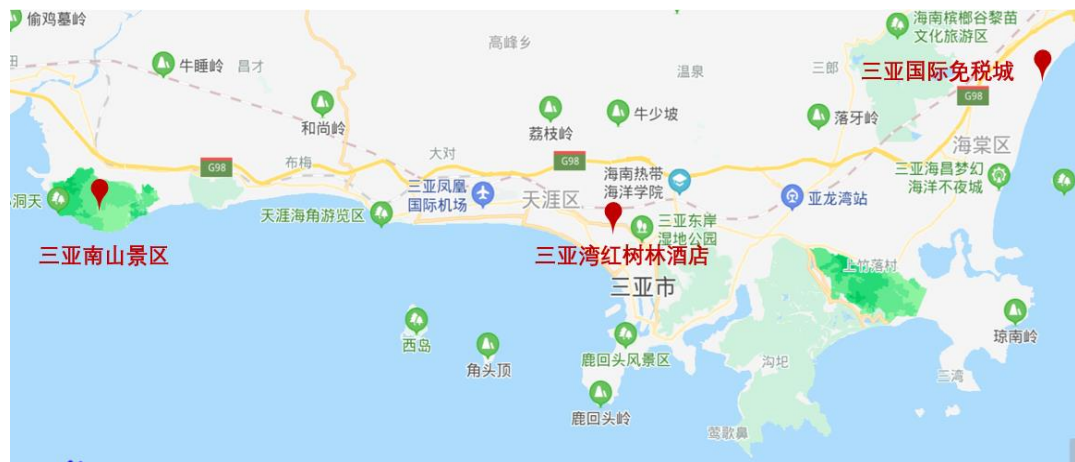 偷鸡墓岭
海南槟榔谷黎苗
文化旅游区
高峰乡
牛睡岭
昌才
温泉
三郎
三亚国际免税城
G98
和尚岭
荔枝岭
牛少坡
落牙岭
海棠区
大对
布梅
G98
G98
海南热带
海洋学院
三亚海昌梦幻
海洋不夜城
三亚凤凰
国际机场
天涯区
亚龙湾站
洞天
天涯海角游览区
三亚东岸
湿地公园
三亚南山景区
三亚湾红树林酒店
上竹落村
三亚市
西岛
角头顶
鹿回头风景区
沟坦
琼南岭
三湾
鹿回头岭
莺歌鼻